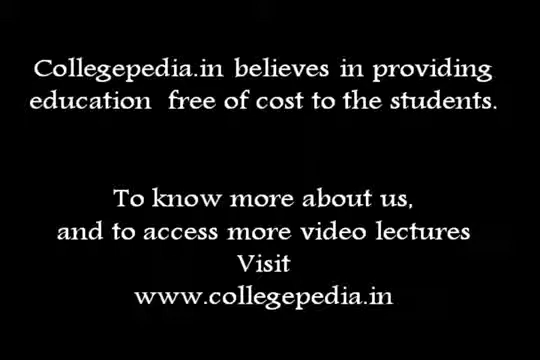 Collegepedia.in believes in providing
education  free of cost to the students.
To know more about us,
and to access more video lectures
Visit
www.collegepedia.in